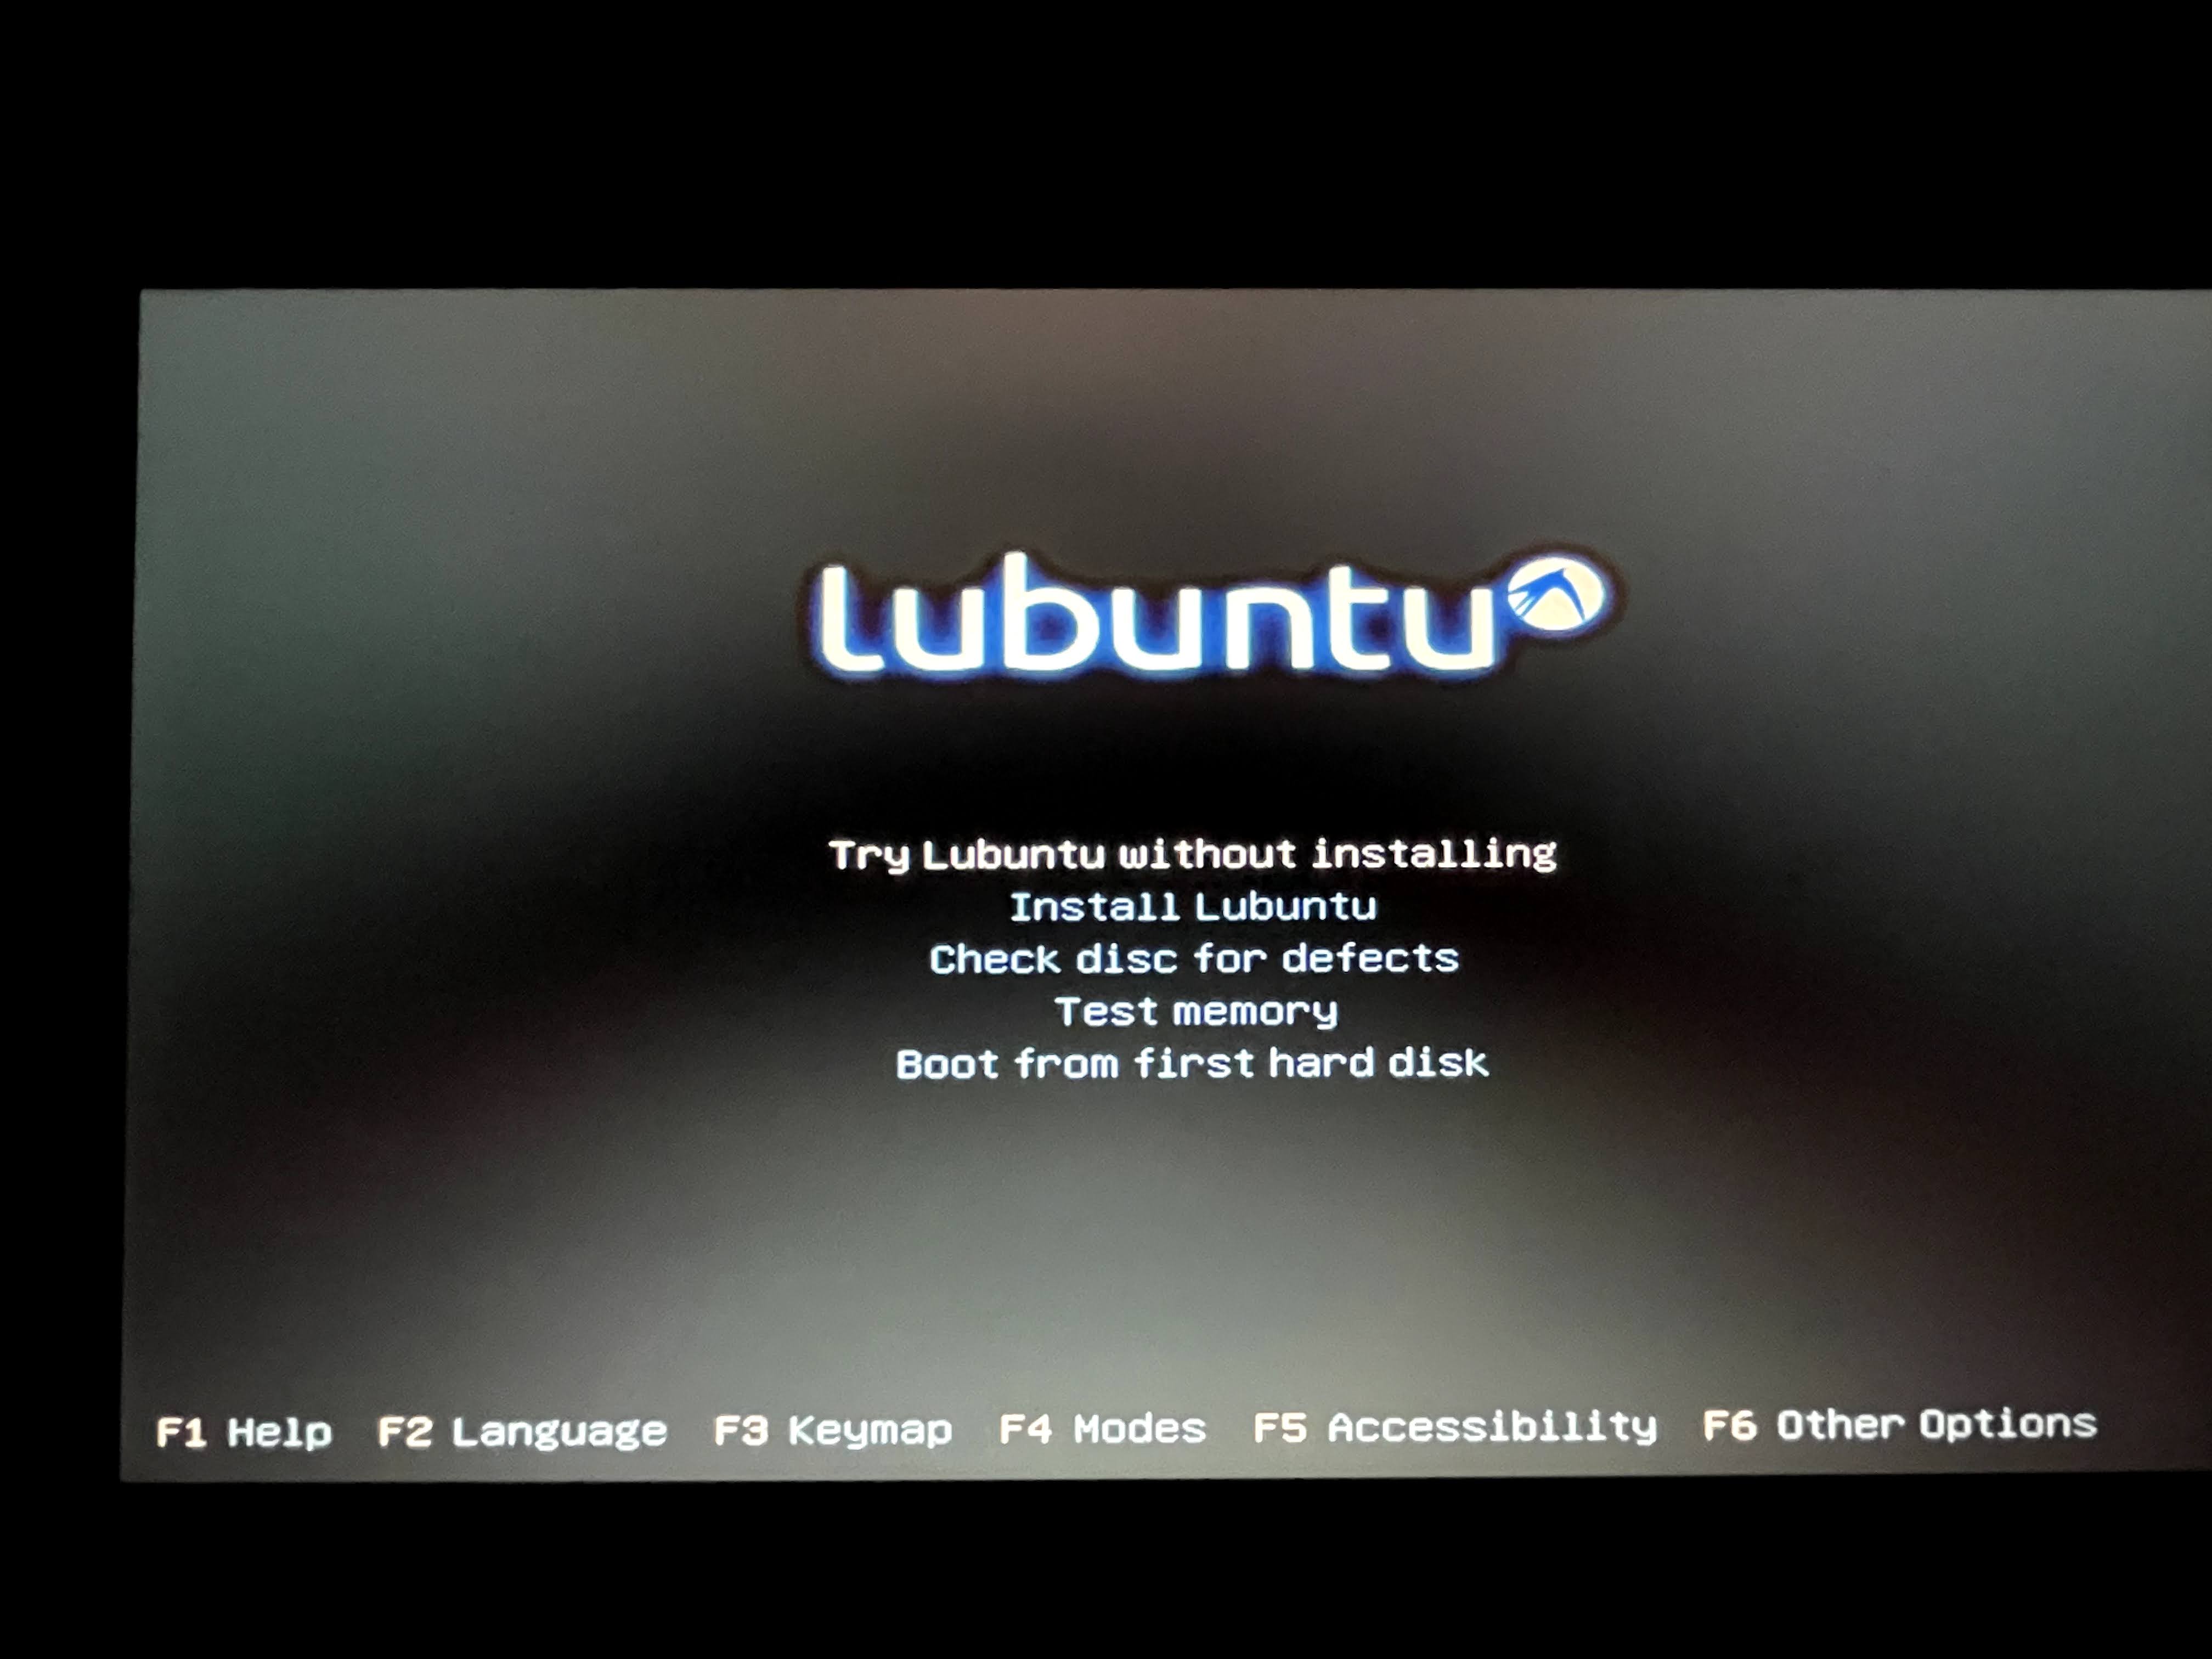 lubuntu
Try Lubuntu without installing
Install Lubuntu
Check disc for defects
Test memory
Boot from first hard disk
F1 Help F2 Language F3 Keymap F4 Modes F5 Accessibility F6 Other Options